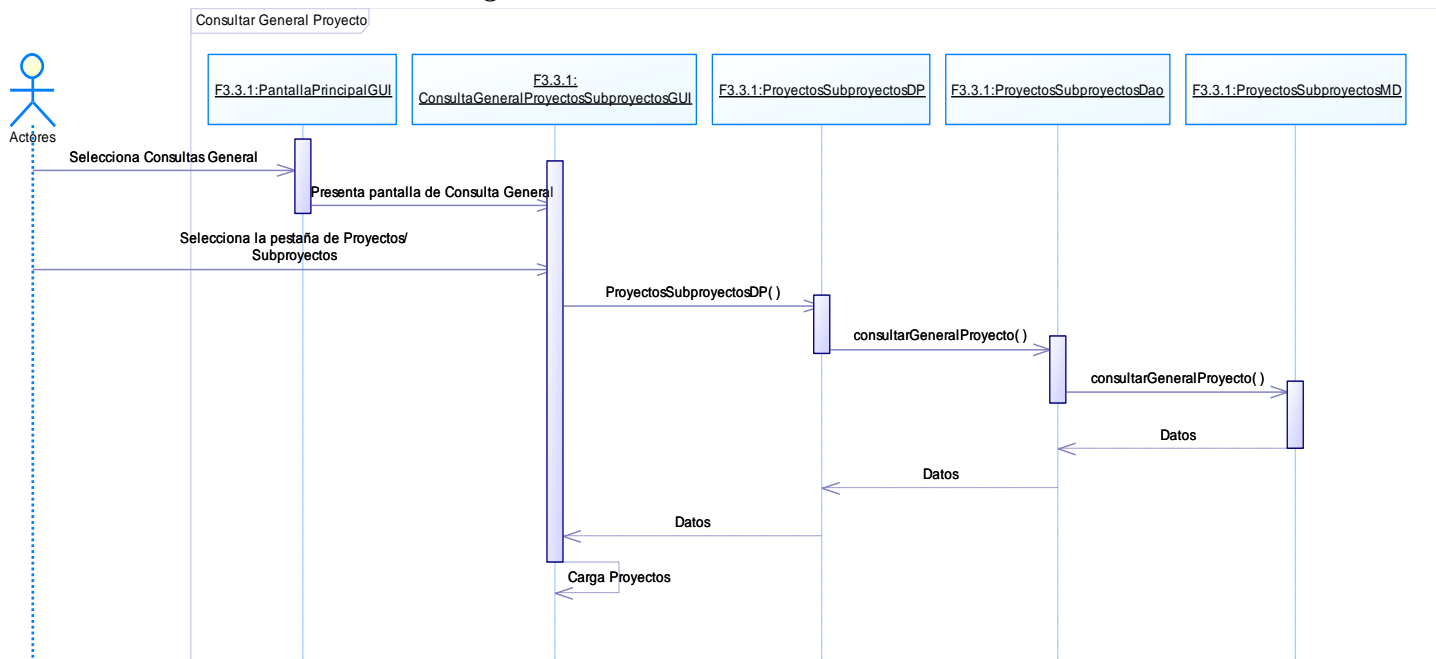 Consultar General Proyecto
F3.3.1:PantallaPrincipalGUI
F3.3.1:
ConsultaGeneralProyectosSubproyectosGUI
F3.3.1:ProyectosSubproyectosDP
F3.3.1:ProyectosSubproyectosDao
F3.3.1:ProyectosSubproyectosMD
Actores
Selecciona Consultas General
Presenta pantalla de Consulta General
Selecciona la pestaña de Proyectos/
Subproyectos
ProyectosSubproyectosDP( )
consultarGeneralProyecto( )
consultarGeneralProyecto( )
Datos
Datos
Datos
Carga Proyectos